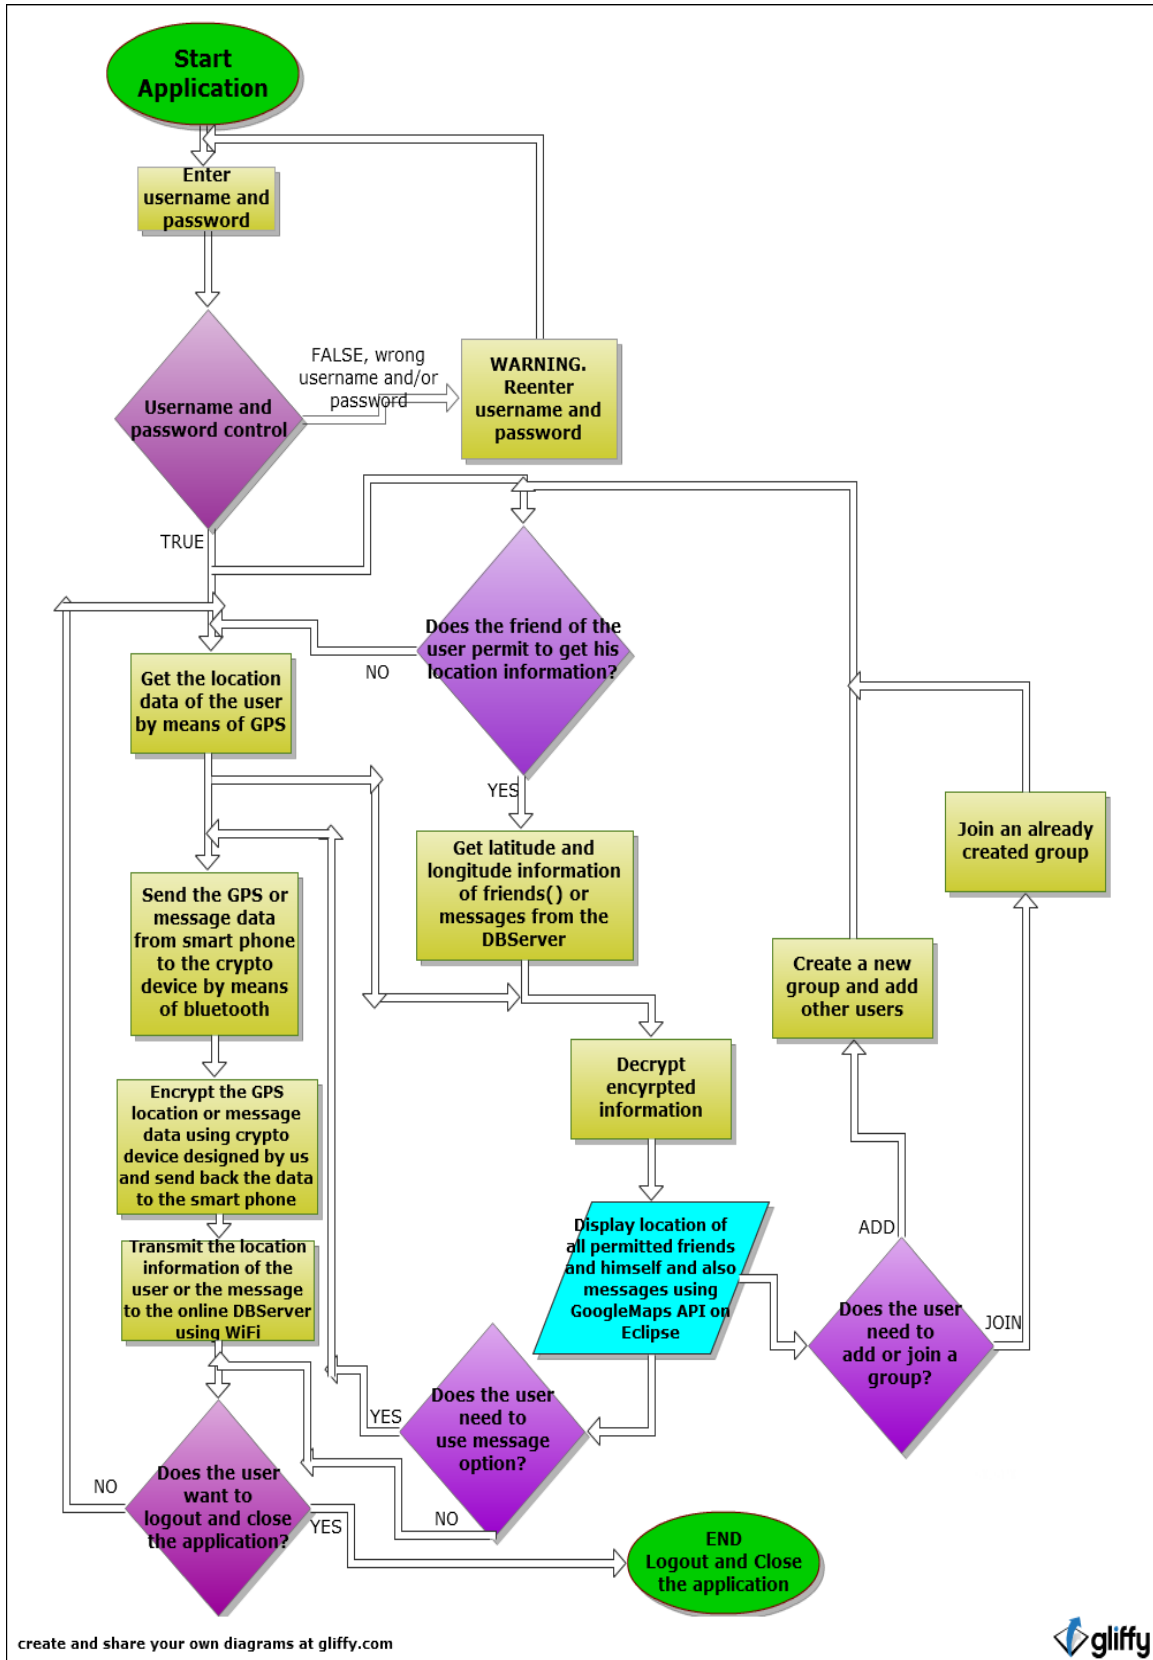 Start
Application
Enter
username and
password
Username and
password control
FALSE, wrong
username and/or
password
WARNING.
Reenter
username and
password
TRUE
Does the friend of the
user permit to get his
location information?
NO
YES
Get the location
data of the user
by means of GPS
Get latitude and
longitude information
of friends() or
messages from the
DBServer
Join an already
created group
Send the GPS or
message data
from smart phone
to the crypto
device by means
of bluetooth
Create a new
group and add
other users
Decrypt
encyrpted
information
Encrypt the GPS
location or message
data using crypto
device designed by us
and send back the data
to the smart phone
Transmit the location
information of the
user or the message
to the online DBServer
using WiFi
Display location of
all permitted friends
and himself and also
messages using
GoogleMaps API on
Eclipse
ADD
JOIN
Does the user
need to
add or join a
group?
Does the user
need to
use message
option?
YES
NO
Does the user
want to
logout and close
the application?
NO
YES
END
Logout and Close
the application
create and share your own diagrams at gliffy.com
gliffy